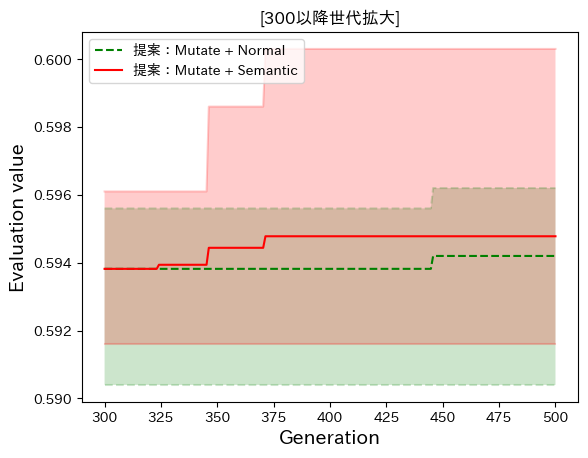 [300以降世代拡大]
提案：Mutate + Normal
提案：Mutate + Semantic
Evaluation value
0.600
0.598
0.596
0.594
0.592
0.590
300 325 350 375 400 425 450 475 500
Generation